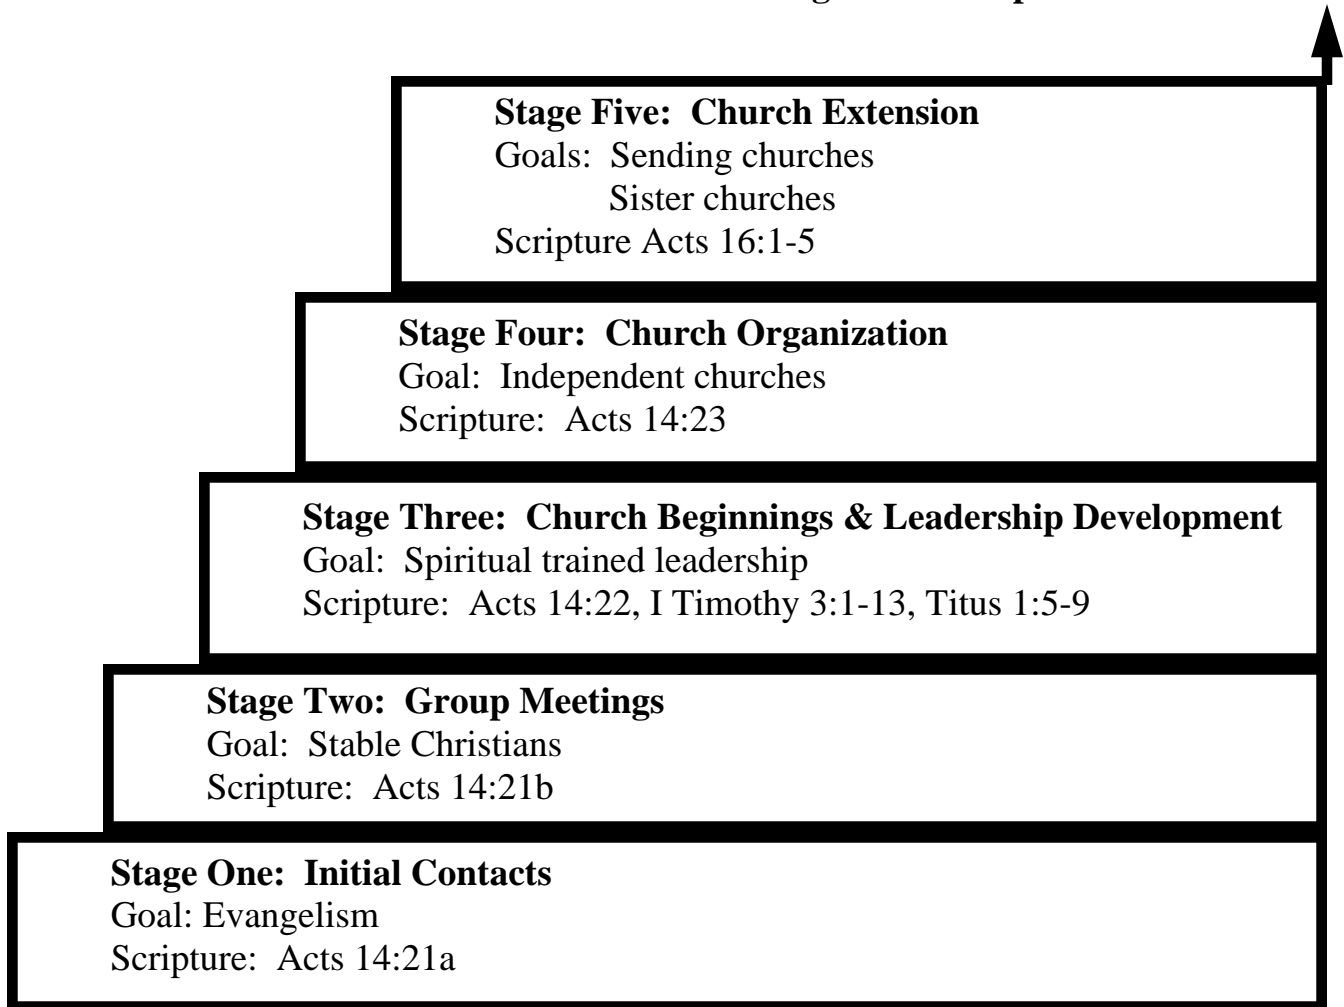 Stage Five:  Church Extension
Goals:  Sending churches
Sister churches
Scripture Acts 16:1-5
Stage Four:  Church Organization
Goal:  Independent churches
Scripture:  Acts 14:23
Stage Three:  Church Beginnings & Leadership Development
Goal:  Spiritual trained leadership
Scripture:  Acts 14:22, I Timothy 3:1-13, Titus 1:5-9
Stage Two:  Group Meetings
Goal:  Stable Christians
Scripture:  Acts 14:21b
Stage One:  Initial Contacts
Goal: Evangelism
Scripture:  Acts 14:21a